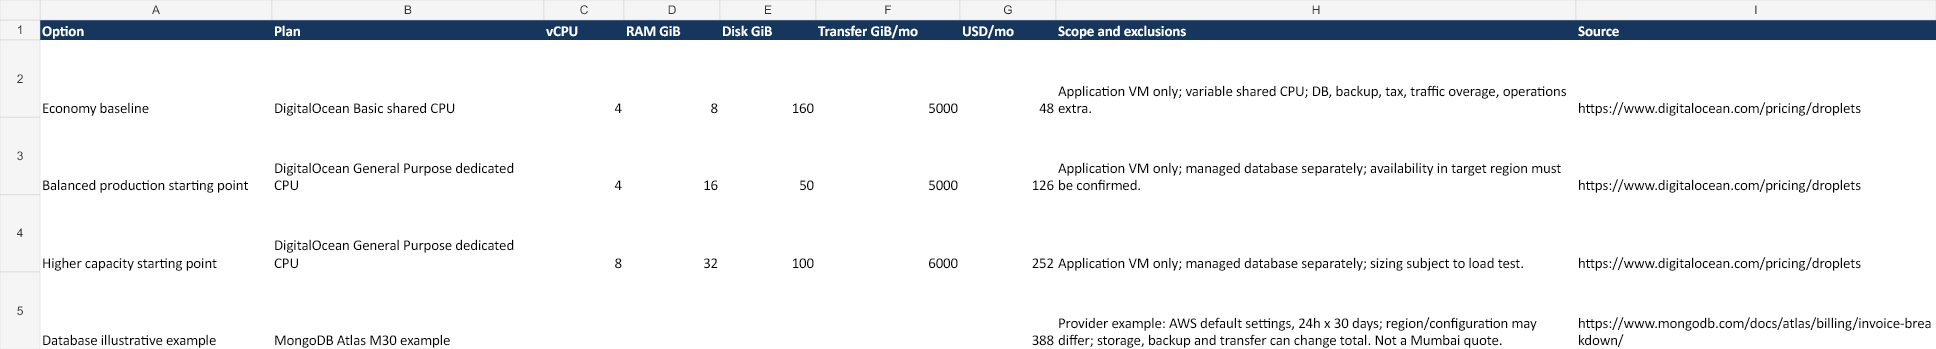 A B C D E F G H I
1 Option Plan vCPU RAM GiB Disk GiB Transfer GiB/mo USD/mo Scope and exclusions Source
2 Economy baseline DigitalOcean Basic shared CPU 4 8 160 5000 48 Application VM only; variable shared CPU; DB, backup, tax, traffic overage, operations
extra. https://www.digitalocean.com/pricing/droplets
3 Balanced production starting point DigitalOcean General Purpose dedicated
CPU 4 16 50 5000 126 Application VM only; managed database separately; availability in target region must
be confirmed. https://www.digitalocean.com/pricing/droplets
4 Higher capacity starting point DigitalOcean General Purpose dedicated
CPU 8 32 100 6000 252 Application VM only; managed database separately; sizing subject to load test. https://www.digitalocean.com/pricing/droplets
5 Database illustrative example MongoDB Atlas M30 example 388 Provider example: AWS default settings, 24h x 30 days; region/configuration may
differ; storage, backup and transfer can change total. Not a Mumbai quote. https://www.mongodb.com/docs/atlas/billing/invoice-brea
kdown/